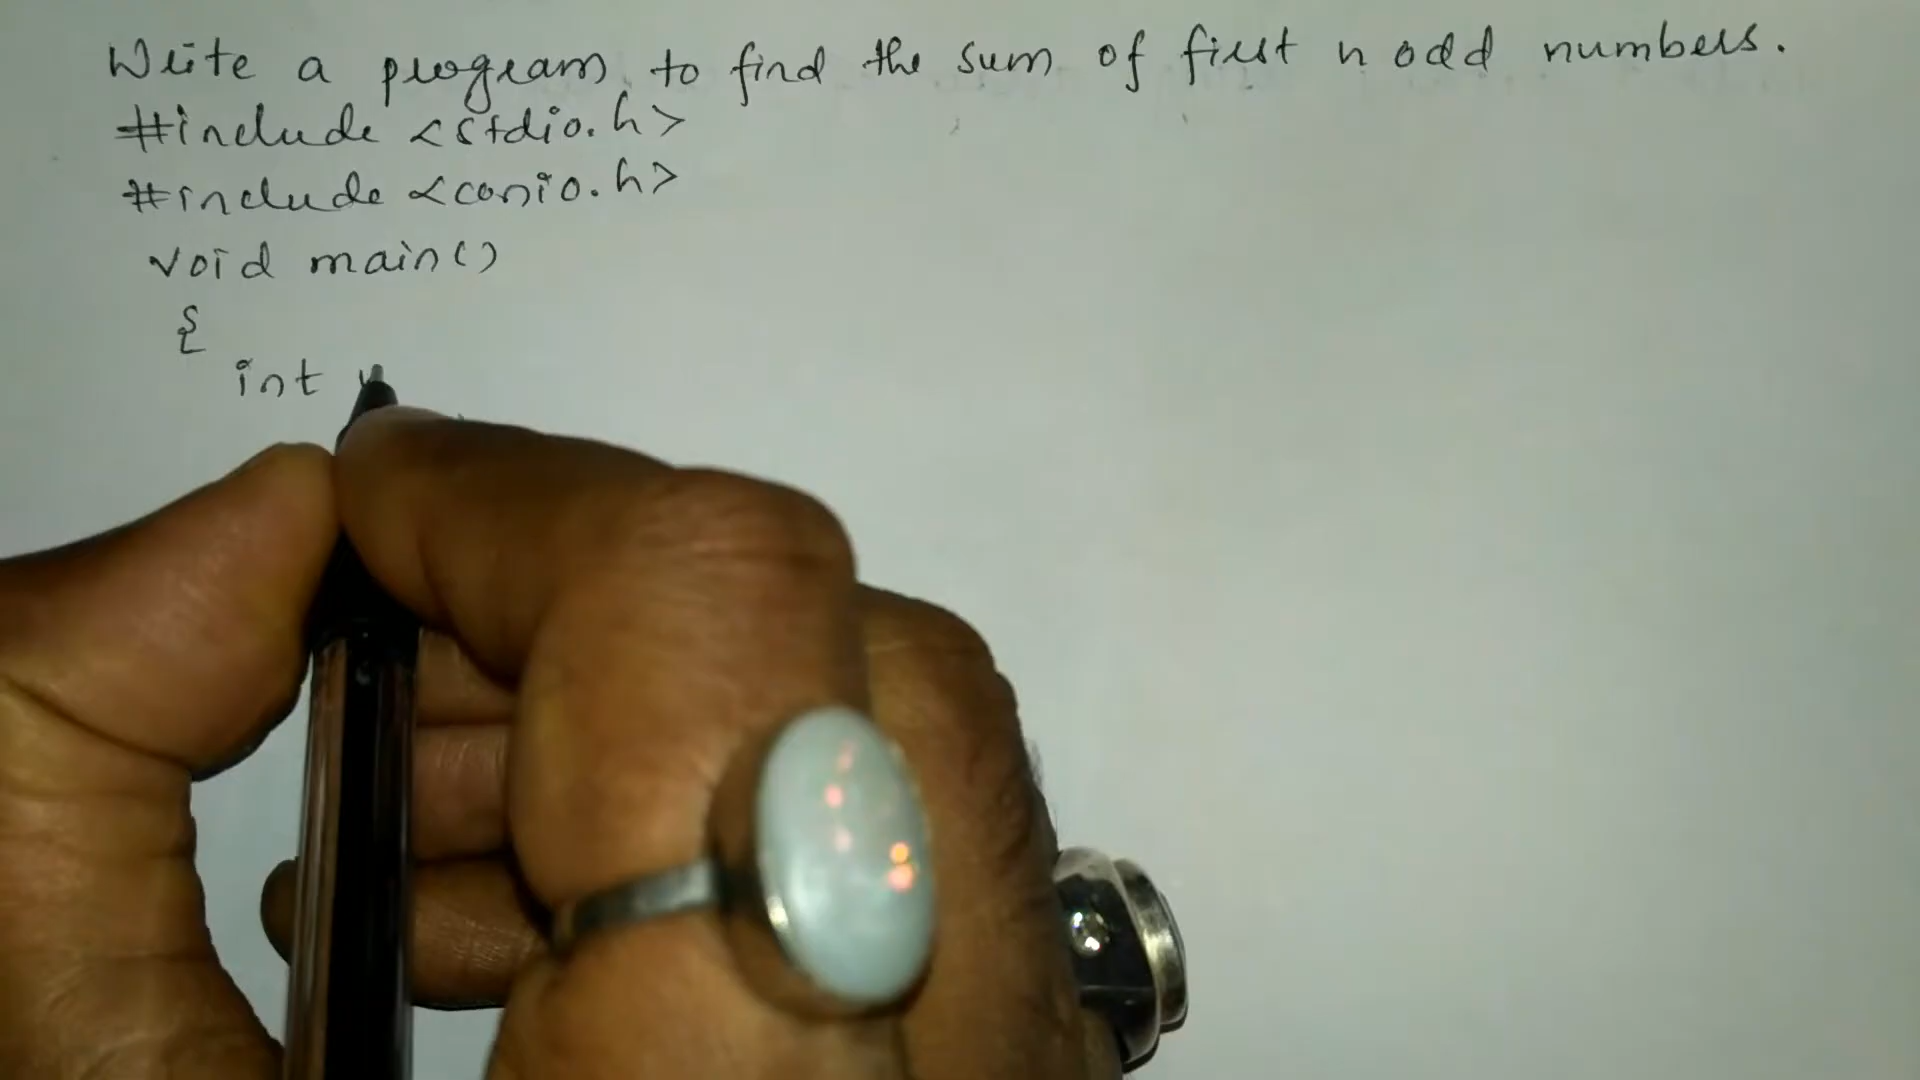 Write a program to find the sum of first n odd numbers.
#include <stdio.h>
#include <conio.h>
void main()
{
int